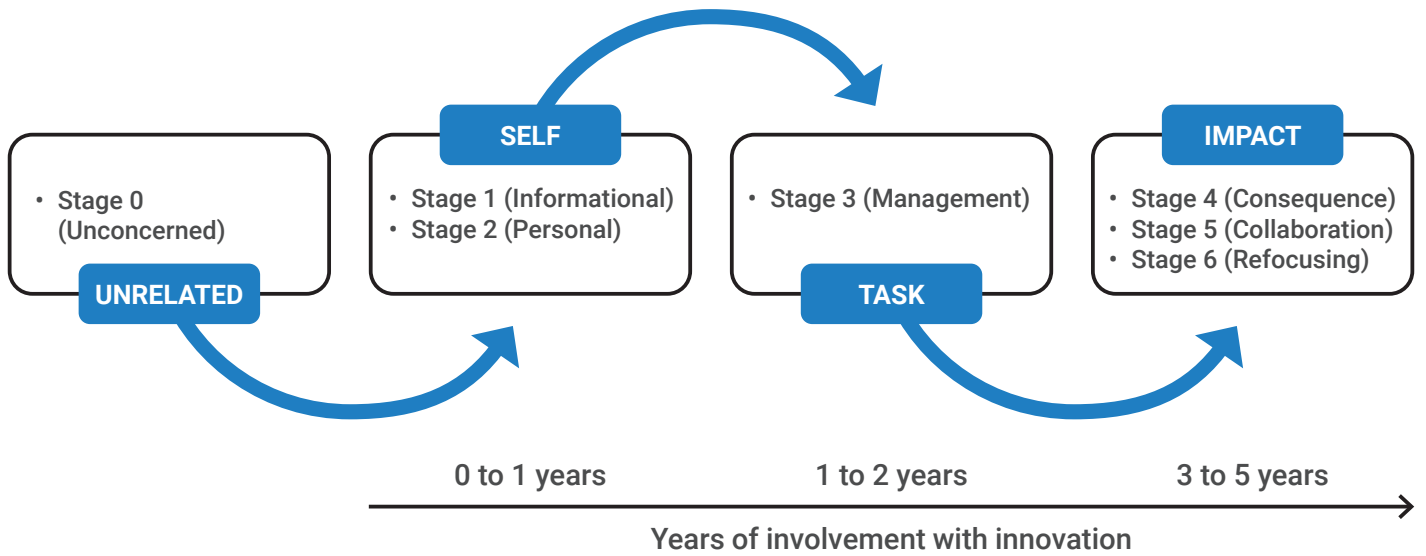 • Stage 0
(Unconcerned)
UNRELATED
SELF
• Stage 1 (Informational)
• Stage 2 (Personal)
• Stage 3 (Management)
TASK
IMPACT
• Stage 4 (Consequence)
• Stage 5 (Collaboration)
• Stage 6 (Refocusing)
0 to 1 years
1 to 2 years
3 to 5 years
Years of involvement with innovation